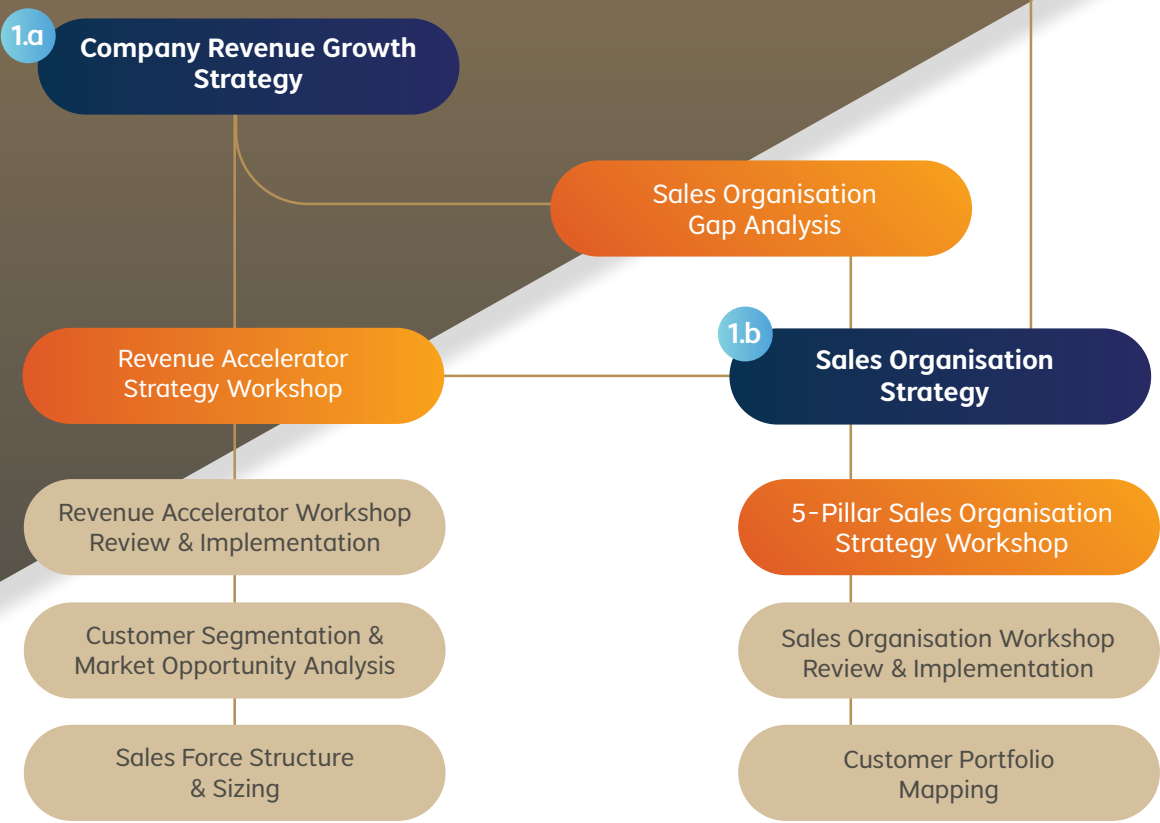 1.a
Company Revenue Growth
Strategy
Sales Organisation
Gap Analysis
Revenue Accelerator
Strategy Workshop
1.b
Sales Organisation
Strategy
Revenue Accelerator Workshop
Review & Implementation
5-Pillar Sales Organisation
Strategy Workshop
Customer Segmentation &
Market Opportunity Analysis
Sales Organisation Workshop
Review & Implementation
Sales Force Structure
& Sizing
Customer Portfolio
Mapping